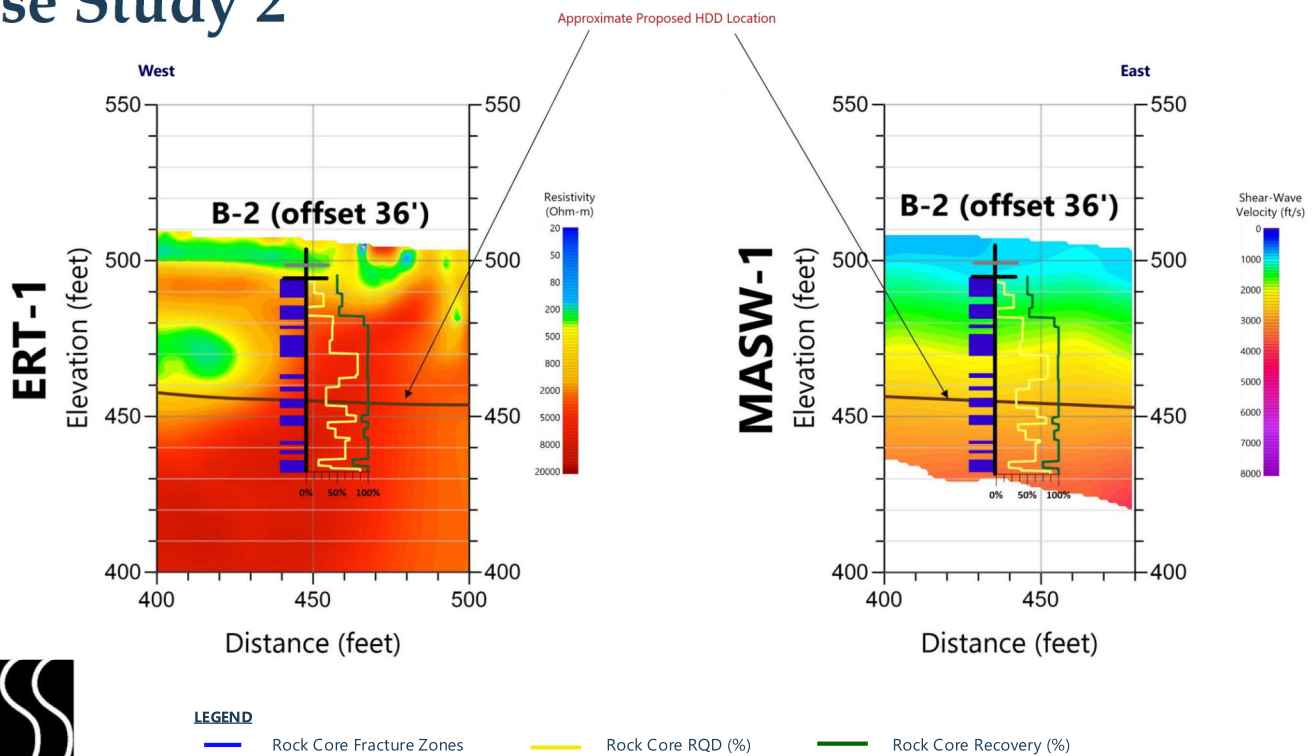 se Study 2
Approximate Proposed HDD Location
West
East
ERT-1
Elevation (feet)
550
500
450
400
B-2 (offset 36')
550
500
450
400
400
450
500
Distance (feet)
Resistivity
(Ohm-m)
20
50
80
200
500
800
2000
5000
8000
20000
0% 50% 100%
MASW-1
Elevation (feet)
550
500
450
400
B-2 (offset 36')
550
500
450
400
400
450
Distance (feet)
0% 50% 100%
Shear-Wave
Velocity (ft/s)
0
1000
2000
3000
4000
5000
6000
7000
8000
LEGEND
Rock Core Fracture Zones
Rock Core RQD (%)
Rock Core Recovery (%)